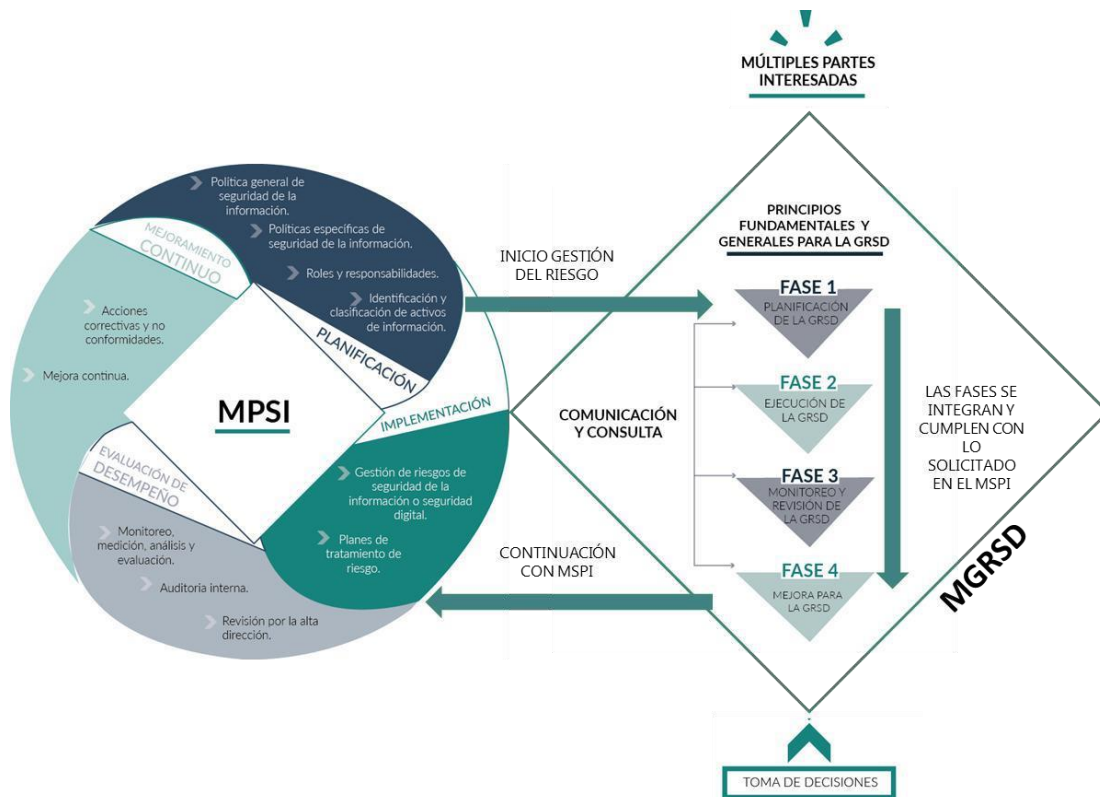 MÚLTIPLES PARTES
INTERESADAS
Política general de
seguridad de la
información.
Políticas específicas de
seguridad de la información.
Roles y responsabilidades.
Identificación y
clasificación de activos
de información.
PLANIFICACIÓN
MEJORAMIENTO
CONTINUO
Acciones
correctivas y no
conformidades.
Mejora continua.
MPSI
IMPLEMENTACIÓN
Gestión de riesgos de
seguridad de la
información o seguridad
digital.
Planes de
tratamiento de
riesgo.
EVALUACIÓN DE
DESEMPEÑO
Monitoreo,
medición, análisis y
evaluación.
Auditoria interna.
Revisión por la alta
dirección.
INICIO GESTIÓN
DEL RIESGO
CONTINUACIÓN
CON MSPI
PRINCIPIOS
FUNDAMENTALES Y
GENERALES PARA LA GRSD
COMUNICACIÓN
Y CONSULTA
FASE 1
PLANIFICACIÓN
DE LA GRSD
FASE 2
EJECUCIÓN DE
LA GRSD
FASE 3
MONITOREO Y
REVISIÓN DE
LA GRSD
FASE 4
MEJORA PARA
LA GRSD
LAS FASES SE
INTEGRAN Y
CUMPLEN CON
LO
SOLICITADO
EN EL MSPI
MGRSD
TOMA DE DECISIONES